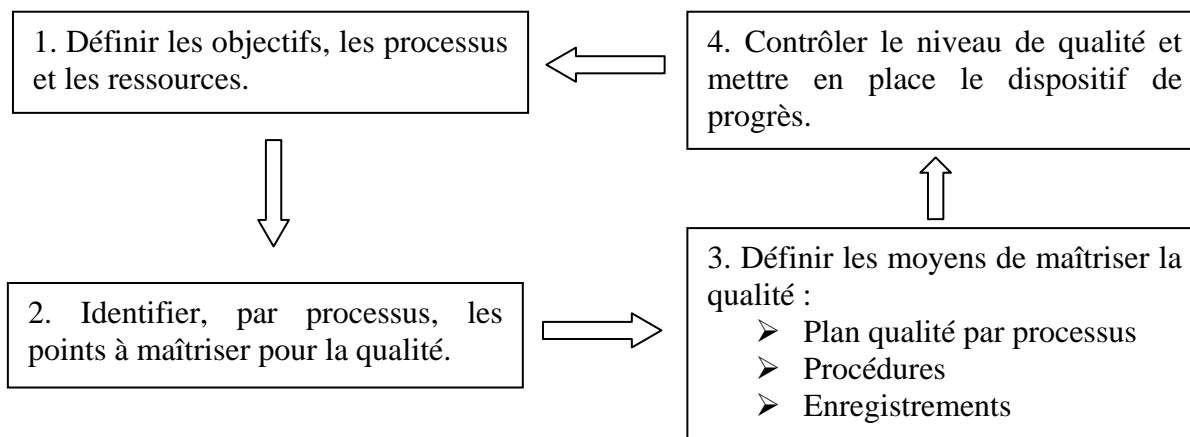 1. Définir les objectifs, les processus
et les ressources.
2. Identifier, par processus, les
points à maîtriser pour la qualité.
3. Définir les moyens de maîtriser la
qualité :
➢ Plan qualité par processus
➢ Procédures
➢ Enregistrements
4. Contrôler le niveau de qualité et
mettre en place le dispositif de
progrès.